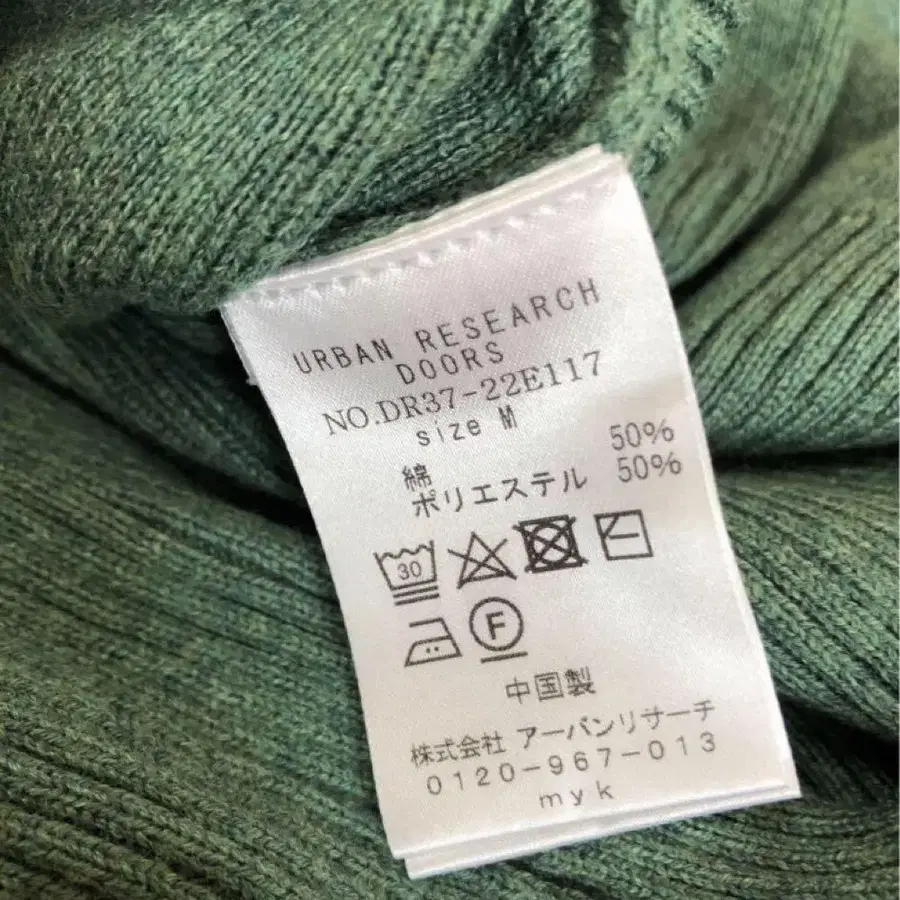 URBAN RESEARCH
DOORS
NO.DR37-22E117
size M
綿 50%
ポリエステル 50%
30
F
中国製
株式会社 アーバンリサーチ
0120-967-013
myk